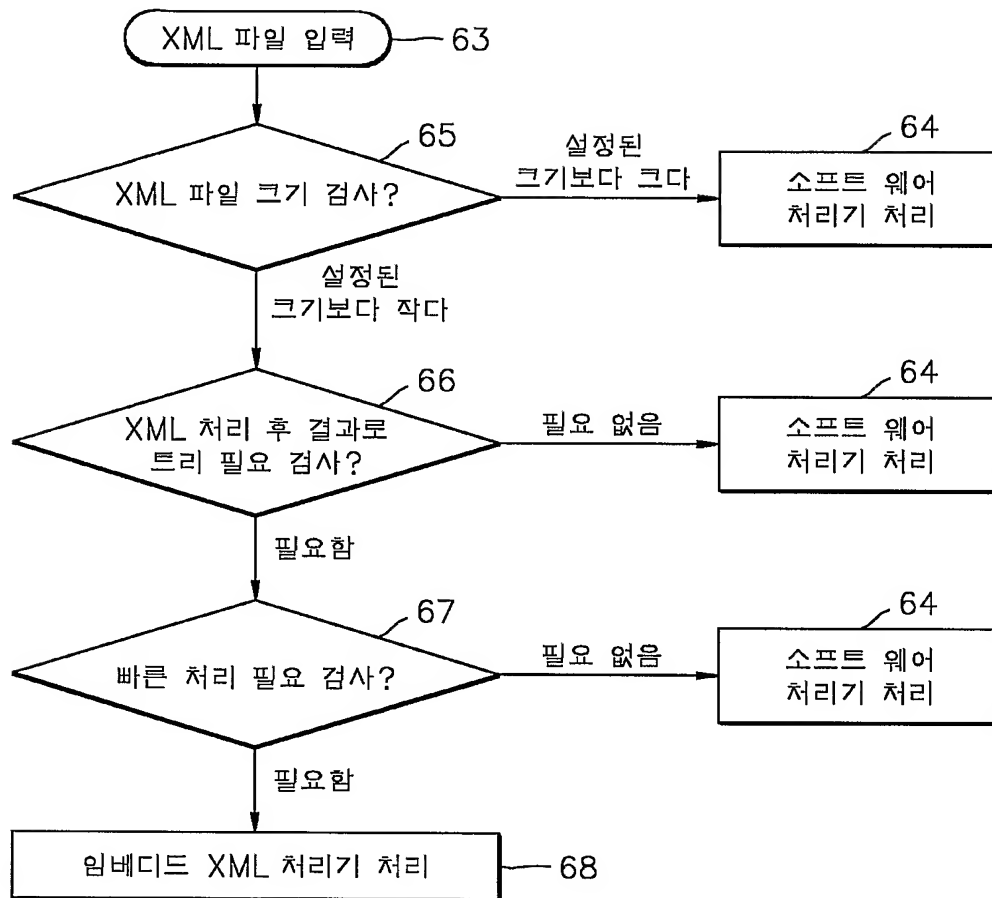 XML 파일 입력
63
65
XML 파일 크기 검사?
설정된
크기보다 크다
64
소프트 웨어
처리기 처리
설정된
크기보다 작다
66
XML 처리 후 결과로
트리 필요 검사?
필요 없음
64
소프트 웨어
처리기 처리
필요함
67
빠른 처리 필요 검사?
필요 없음
64
소프트 웨어
처리기 처리
필요함
임베디드 XML 처리기 처리
68